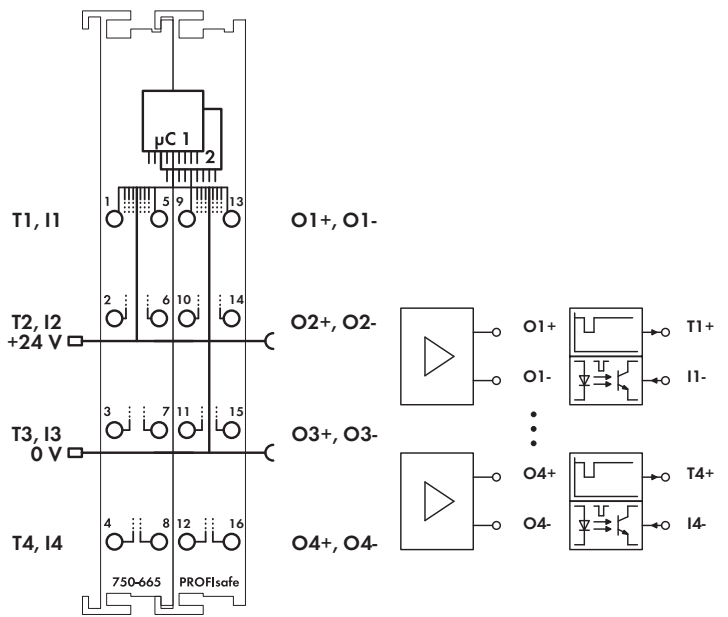 µC 1
2
1 5 9 13
T1, I1
O1+, O1-
2 6 10 14
T2, I2
O2+, O2-
+24 V
3 7 11 15
T3, I3
O3+, O3-
0 V
4 8 12 16
T4, I4
O4+, O4-
750-665 PROFIsafe
O1+
T1+
O1-
I1-
O4+
T4+
O4-
I4-